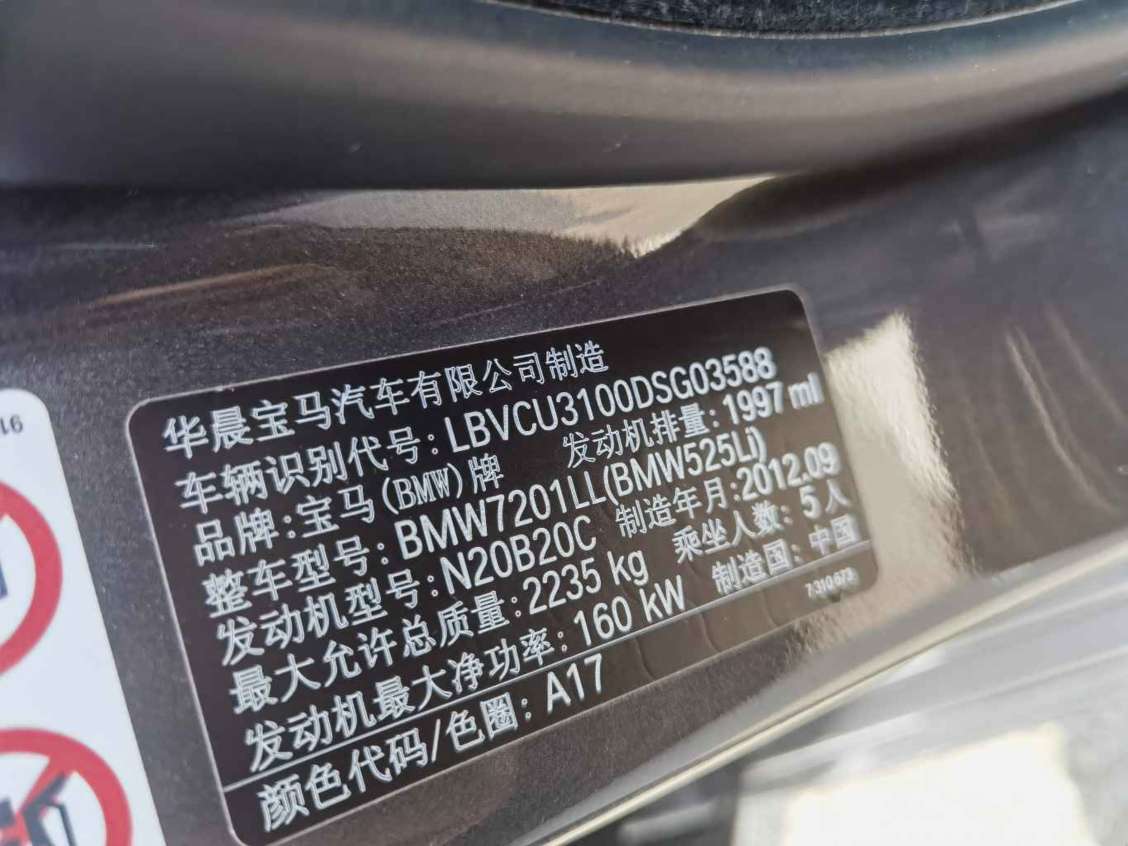 华晨宝马汽车有限公司制造
车辆识别代号: LBVCU3100DSG03588
品牌: 宝马(BMW)牌 发动机排量: 1997 ml
整车型号: BMW7201LL(BMW525Li)
发动机型号: N20B20C 制造年月: 2012.09
最大允许总质量: 2235 kg 乘坐人数: 5人
发动机最大净功率: 160 kW 制造国: 中国
颜色代码/色圈: A17